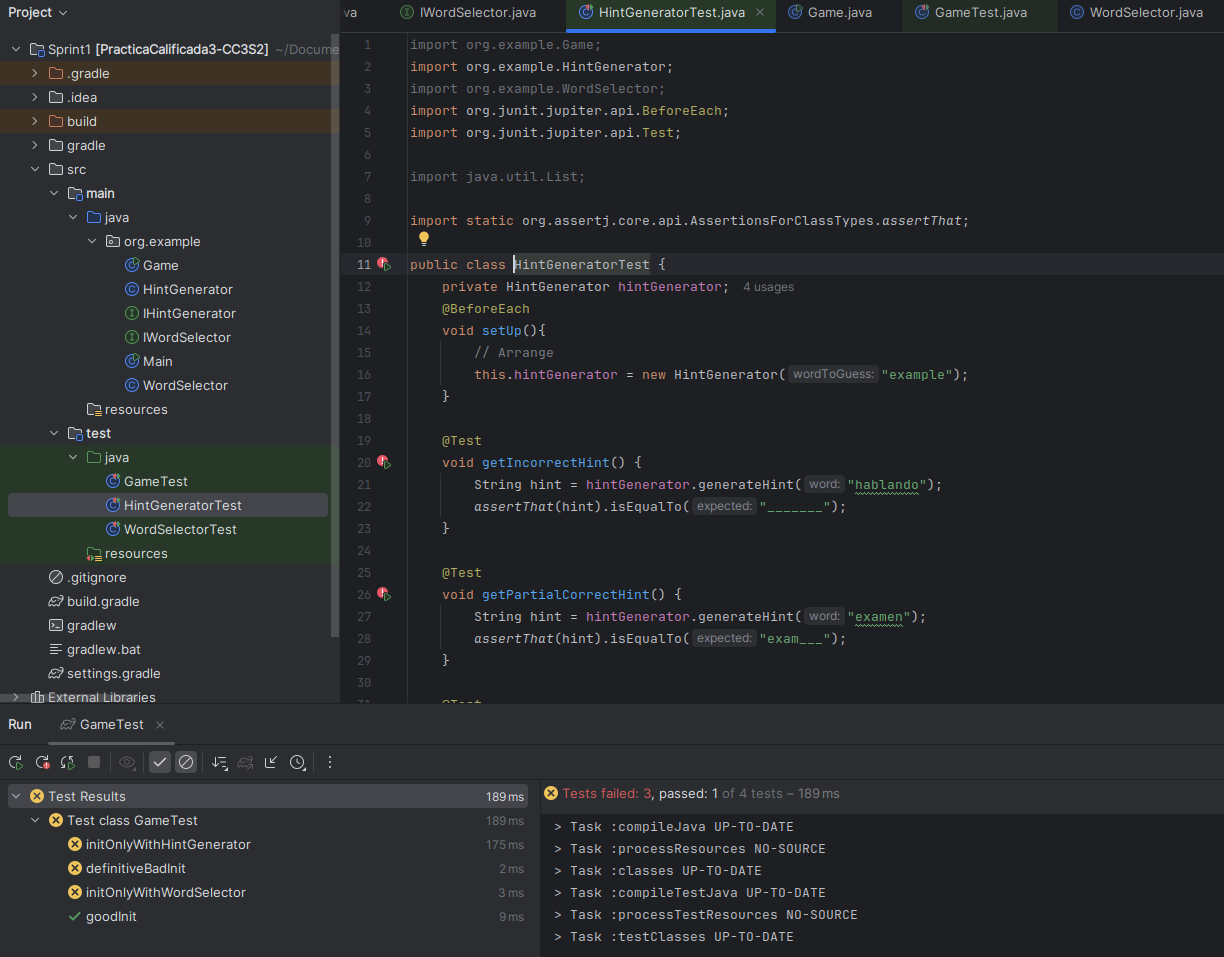 Project
Sprint1 [PracticaCalificada3-CC3S2] ~/Docume
.gradle
.idea
build
gradle
src
main
java
org.example
Game
HintGenerator
IHintGenerator
IWordSelector
Main
WordSelector
resources
test
java
GameTest
HintGeneratorTest
WordSelectorTest
resources
.gitignore
build.gradle
gradlew
gradlew.bat
settings.gradle
External Libraries
va IWordSelector.java HintGeneratorTest.java Game.java GameTest.java WordSelector.java
1 import org.example.Game;
2 import org.example.HintGenerator;
3 import org.example.WordSelector;
4 import org.junit.jupiter.api.BeforeEach;
5 import org.junit.jupiter.api.Test;
6
7 import java.util.List;
8
9 import static org.assertj.core.api.AssertionsForClassTypes.assertThat;
10
11 public class HintGeneratorTest {
12 private HintGenerator hintGenerator; 4 usages
13 @BeforeEach
14 void setUp(){
15 // Arrange
16 this.hintGenerator = new HintGenerator( wordToGuess: "example");
17 }
18
19 @Test
20 void getIncorrectHint() {
21 String hint = hintGenerator.generateHint( word: "hablando");
22 assertThat(hint).isEqualTo( expected: "_______");
23 }
24
25 @Test
26 void getPartialCorrectHint() {
27 String hint = hintGenerator.generateHint( word: "examen");
28 assertThat(hint).isEqualTo( expected: "exam___");
29 }
30
31 @Test
Run GameTest
Test Results 189 ms
Test class GameTest 189 ms
initOnlyWithHintGenerator 175 ms
definitiveBadInit 2 ms
initOnlyWithWordSelector 3 ms
goodInit 9 ms
Tests failed: 3, passed: 1 of 4 tests – 189 ms
> Task :compileJava UP-TO-DATE
> Task :processResources NO-SOURCE
> Task :classes UP-TO-DATE
> Task :compileTestJava UP-TO-DATE
> Task :processTestResources NO-SOURCE
> Task :testClasses UP-TO-DATE